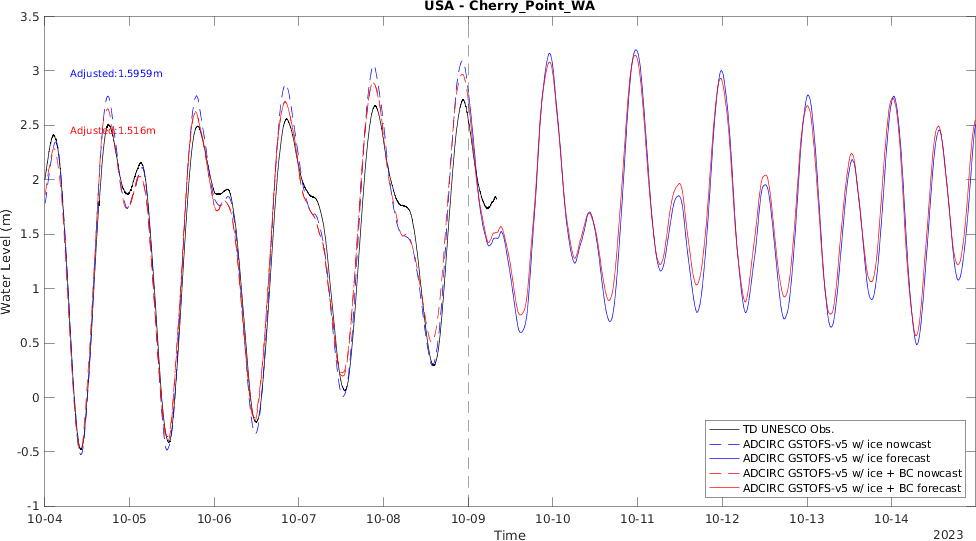 USA - Cherry_Point_WA
3.5
3
2.5
2
1.5
1
0.5
0
-0.5
-1
Water Level (m)
Adjusted:1.5959m
Adjusted:1.516m
TD UNESCO Obs.
ADCIRC GSTOFS-v5 w/ ice nowcast
ADCIRC GSTOFS-v5 w/ ice forecast
ADCIRC GSTOFS-v5 w/ ice + BC nowcast
ADCIRC GSTOFS-v5 w/ ice + BC forecast
10-04 10-05 10-06 10-07 10-08 10-09 10-10 10-11 10-12 10-13 10-14
Time
2023